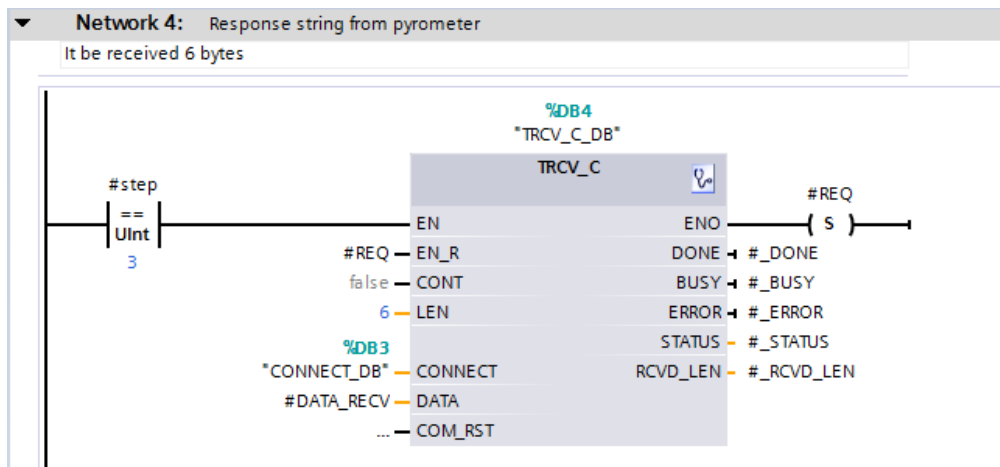 Network 4: Response string from pyrometer
It be received 6 bytes
%DB4
"TRCV_C_DB"
TRCV_C
#step
==
UInt
3
#REQ
( S )
EN ENO
#REQ EN_R DONE #_DONE
false CONT BUSY #_BUSY
6 LEN ERROR #_ERROR
%DB3 STATUS #_STATUS
"CONNECT_DB" CONNECT RCVD_LEN #_RCVD_LEN
#DATA_RECV DATA
... COM_RST